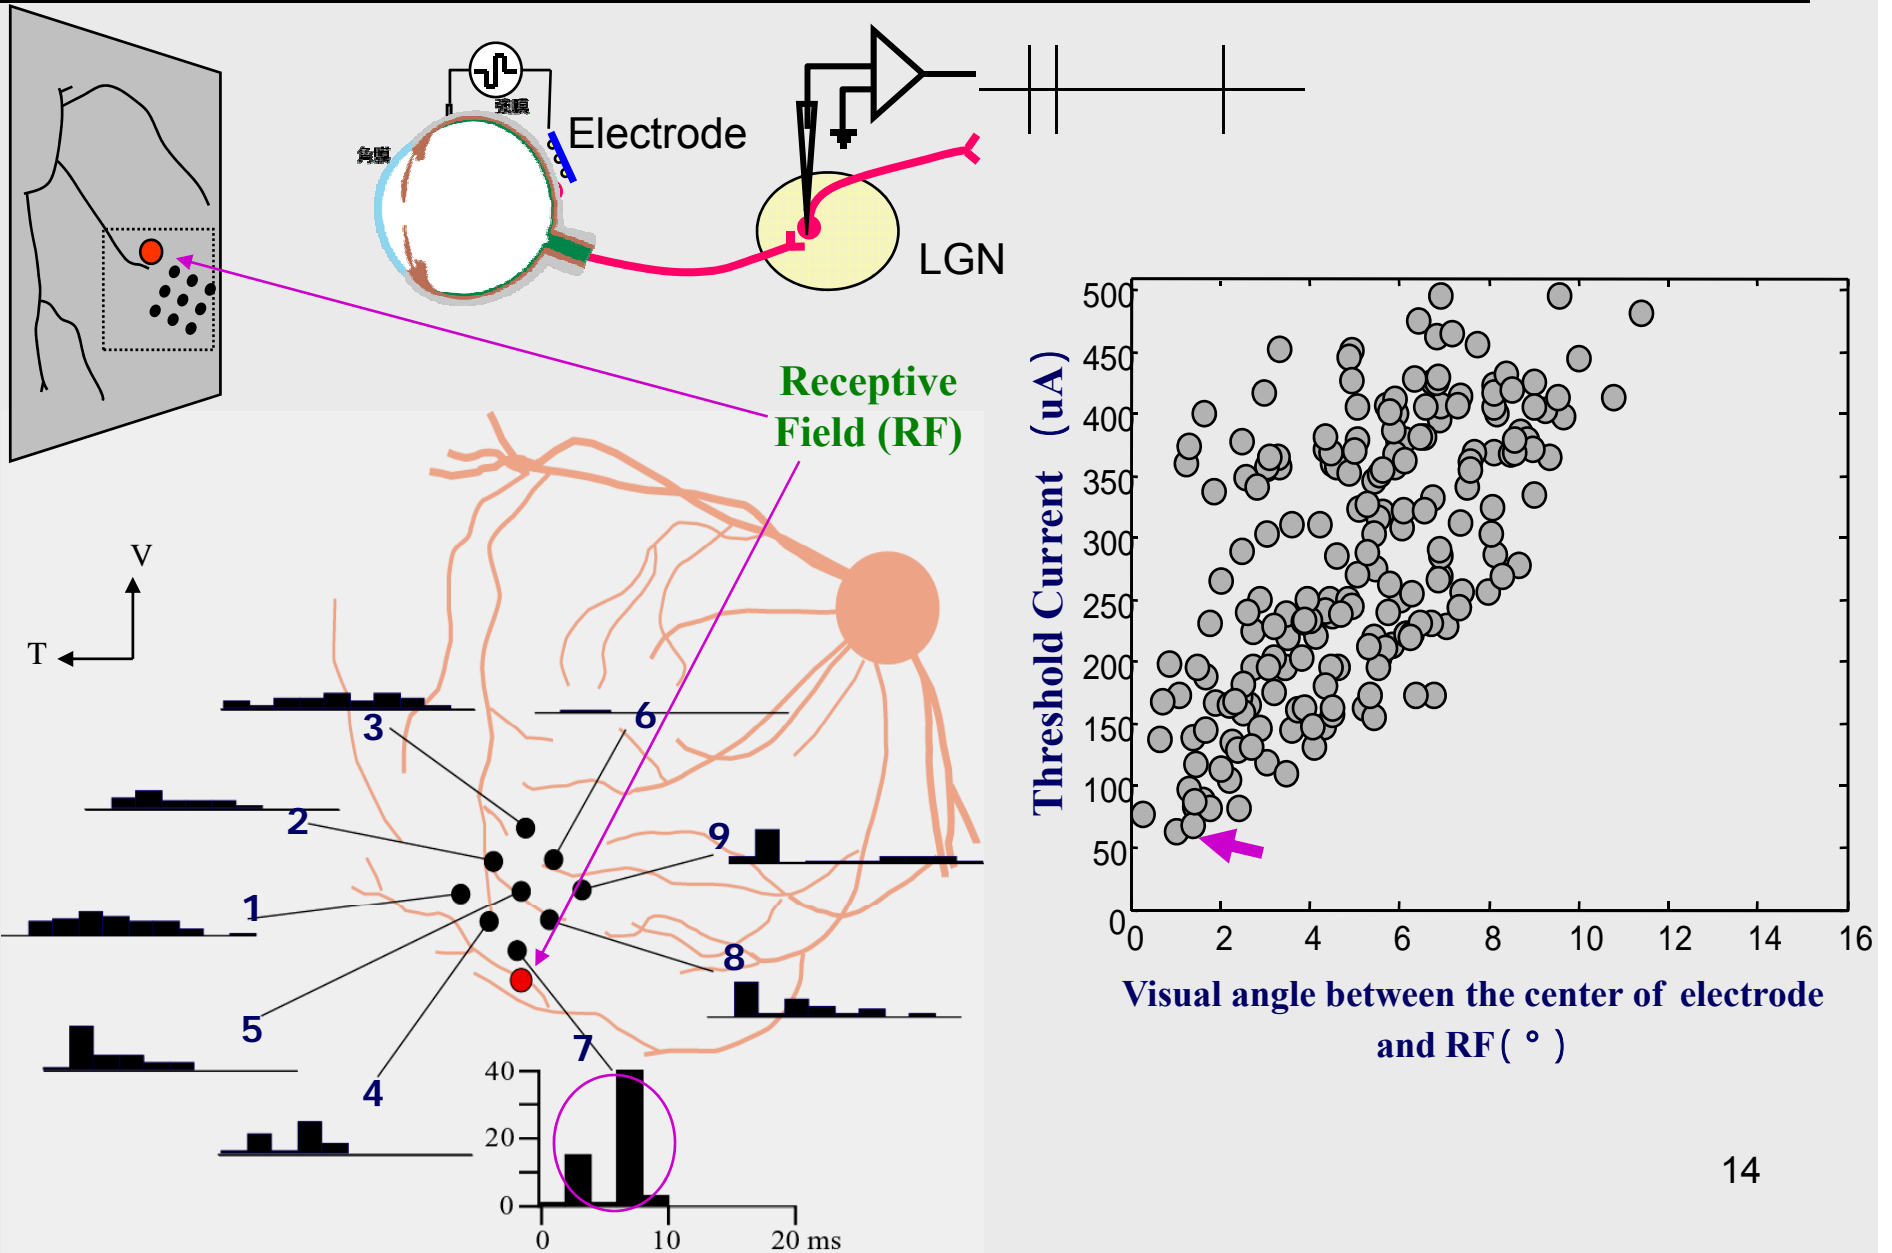 強膜
角膜
Electrode
LGN
Receptive
Field (RF)
V
T
3
6
2
9
1
8
5
7
4
40
20
0
0
10
20 ms
Threshold Current (uA)
500
450
400
350
300
250
200
150
100
50
0
0
2
4
6
8
10
12
14
16
Visual angle between the center of electrode
and RF( ° )
14